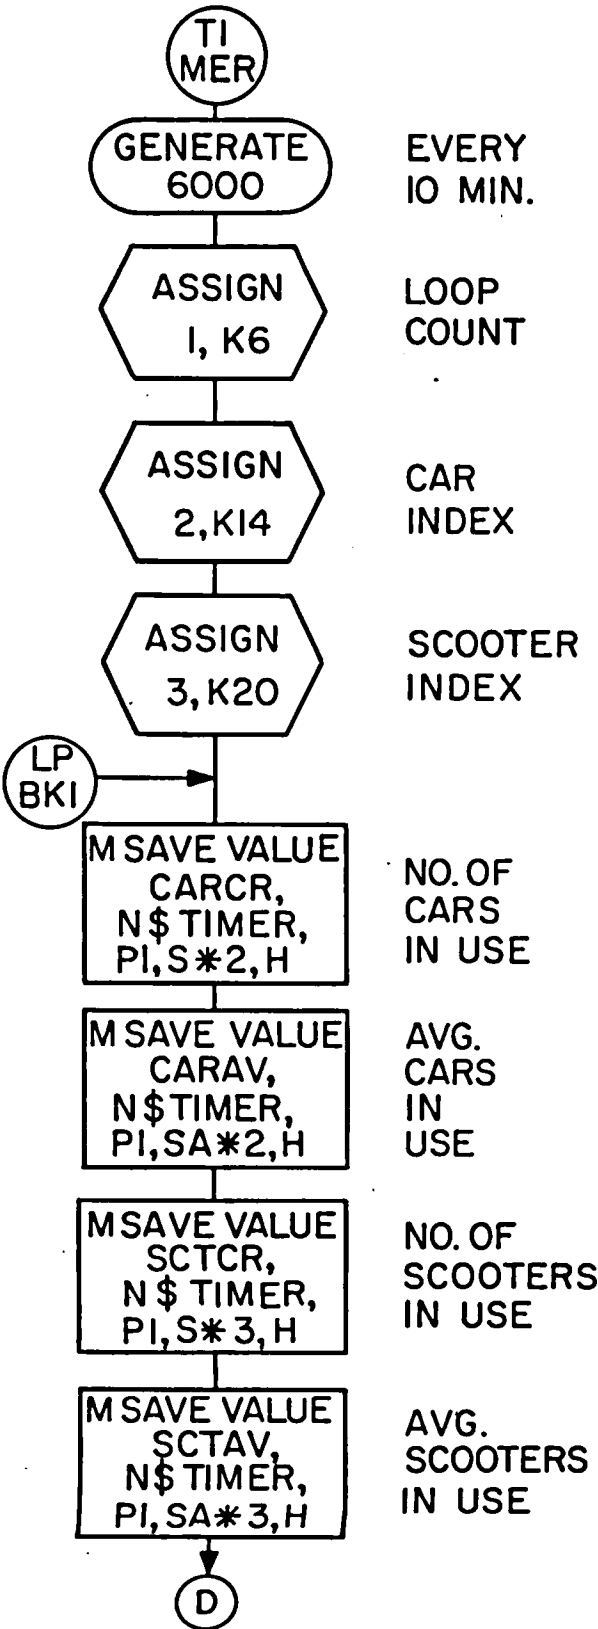 TI
MER
GENERATE
6000
EVERY
10 MIN.
ASSIGN
1, K6
LOOP
COUNT
ASSIGN
2, K14
CAR
INDEX
ASSIGN
3, K20
SCOOTER
INDEX
LP
BK1
M SAVE VALUE
CARCR,
N$ TIMER,
P1, S*2, H
NO. OF
CARS
IN USE
M SAVE VALUE
CARAV,
N$ TIMER,
P1, SA*2, H
AVG.
CARS
IN
USE
M SAVE VALUE
SCTCR,
N$ TIMER,
P1, S*3, H
NO. OF
SCOOTERS
IN USE
M SAVE VALUE
SCTAV,
N$ TIMER,
P1, SA*3, H
AVG.
SCOOTERS
IN USE
D